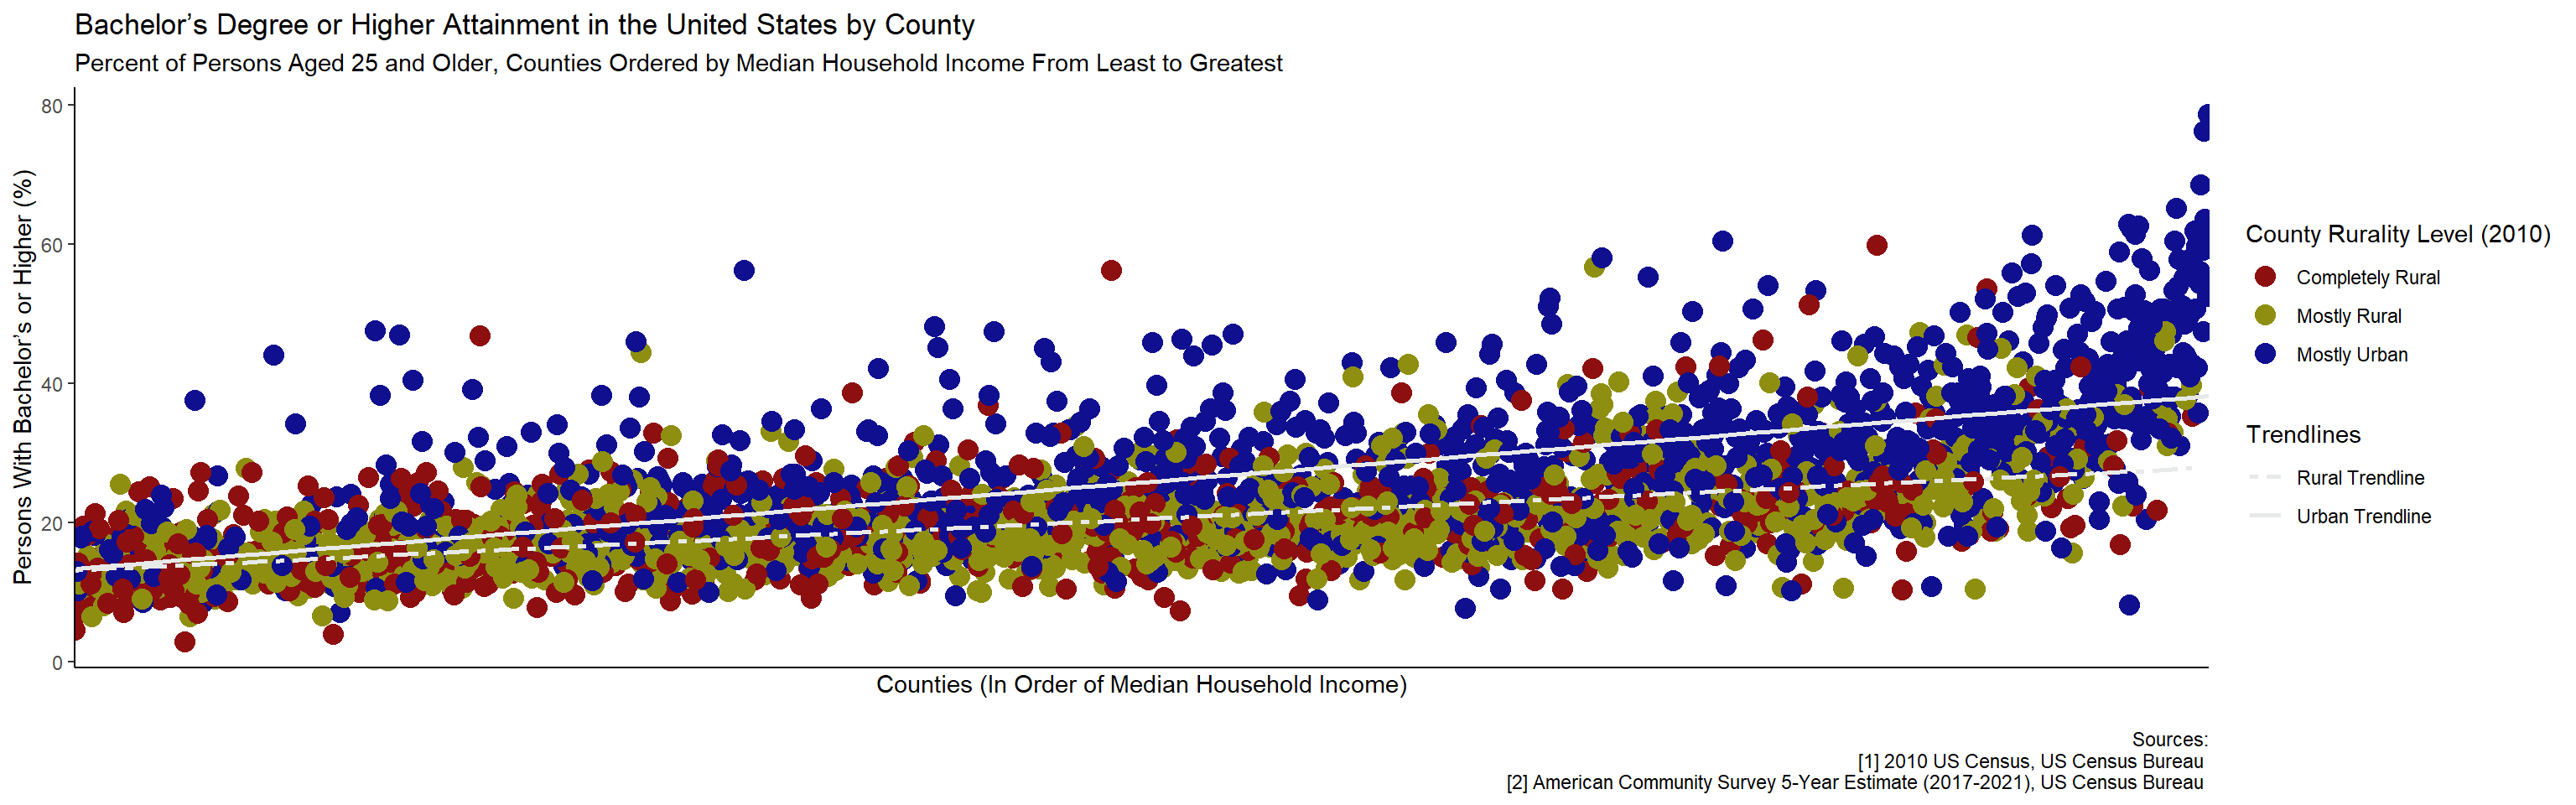 Bachelor’s Degree or Higher Attainment in the United States by County
Percent of Persons Aged 25 and Older, Counties Ordered by Median Household Income From Least to Greatest
Persons With Bachelor’s or Higher (%)
80
60
40
20
0
Counties (In Order of Median Household Income)
County Rurality Level (2010)
Completely Rural
Mostly Rural
Mostly Urban
Trendlines
Rural Trendline
Urban Trendline
Sources:
[1] 2010 US Census, US Census Bureau
[2] American Community Survey 5-Year Estimate (2017-2021), US Census Bureau